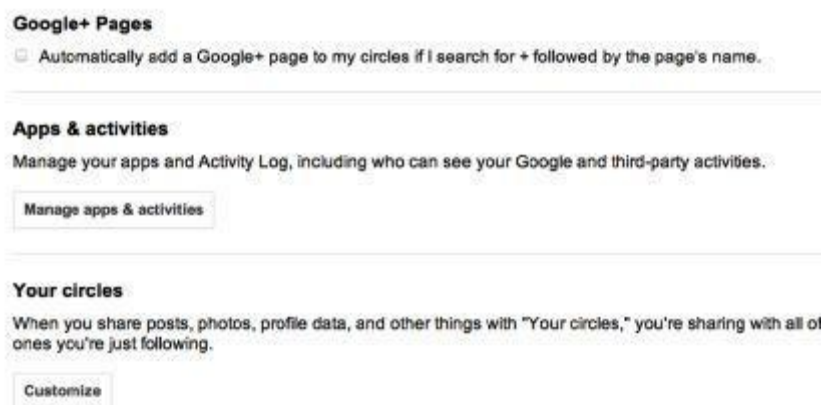 Google+ Pages
Automatically add a Google+ page to my circles if I search for + followed by the page's name.
Apps & activities
Manage your apps and Activity Log, including who can see your Google and third-party activities.
Manage apps & activities
Your circles
When you share posts, photos, profile data, and other things with "Your circles," you're sharing with all of
ones you're just following.
Customize